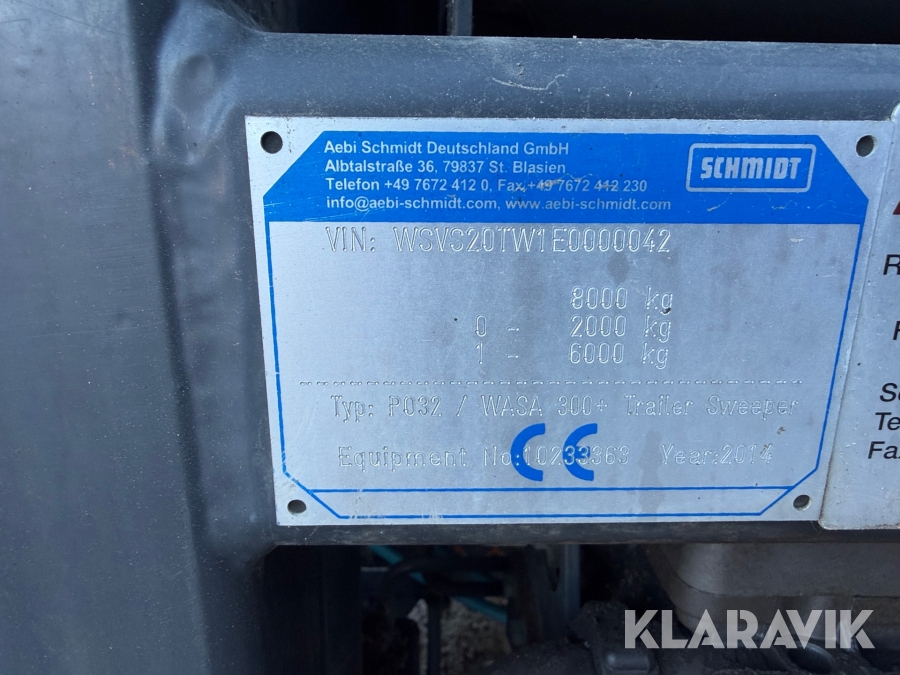 Aebi Schmidt Deutschland GmbH
Albtalstraße 36, 79837 St. Blasien
Telefon +49 7672 412 0, Fax +49 7672 412 230
info@aebi-schmidt.com, www.aebi-schmidt.com
SCHMIDT
VIN: WSVS20TW1E0000042
8000 kg
0 - 2000 kg
1 - 6000 kg
Typ: P032 / WASA 300+ Trailer Sweeper
Equipment No:10233363 Year:2014
CE
R
Te
Fa
KLARAVIK